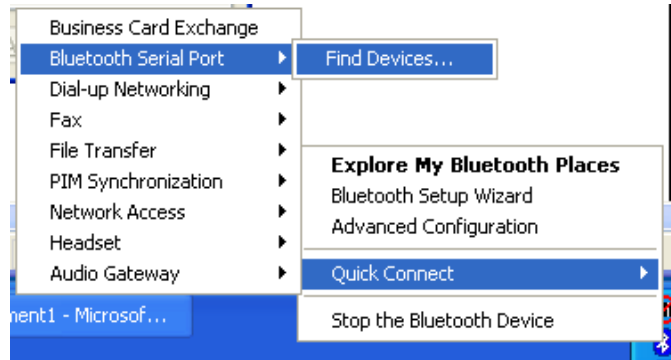 Business Card Exchange
Bluetooth Serial Port
Dial-up Networking
Fax
File Transfer
PIM Synchronization
Network Access
Headset
Audio Gateway
Find Devices...
Explore My Bluetooth Places
Bluetooth Setup Wizard
Advanced Configuration
Quick Connect
Stop the Bluetooth Device
ment1 - Microsof...